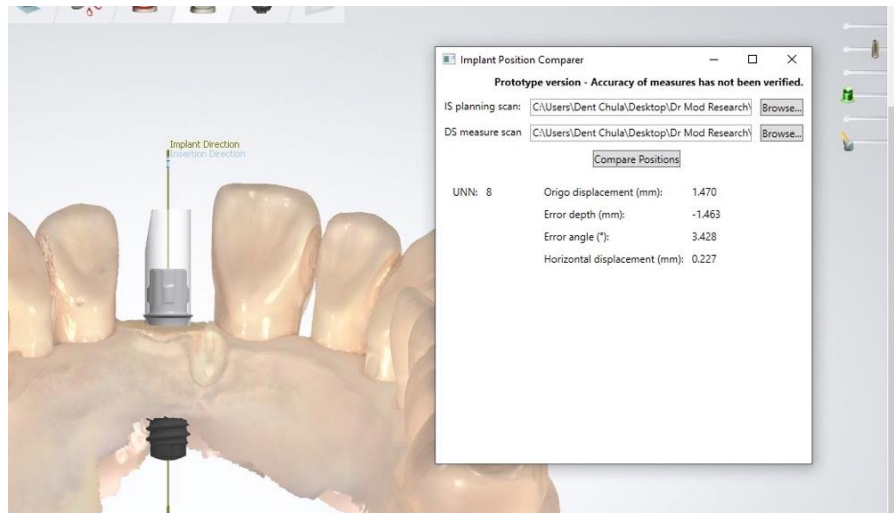 Implant Direction
Insertion Direction
Implant Position Comparer
Prototype version - Accuracy of measures has not been verified.
IS planning scan: C:\Users\Dent Chula\Desktop\Dr Mod Research\ Browse...
DS measure scan C:\Users\Dent Chula\Desktop\Dr Mod Research\ Browse...
Compare Positions
UNN: 8 Origo displacement (mm): 1.470
Error depth (mm): -1.463
Error angle (°): 3.428
Horizontal displacement (mm): 0.227